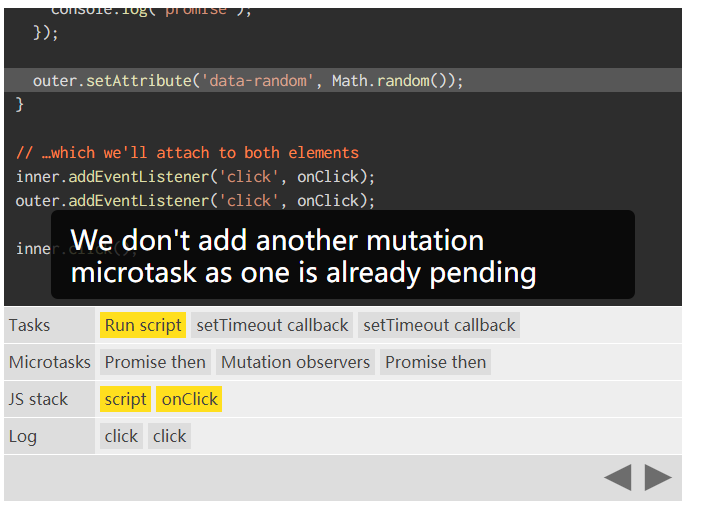 console.log('promise');
});
outer.setAttribute('data-random', Math.random());
}
// …which we'll attach to both elements
inner.addEventListener('click', onClick);
outer.addEventListener('click', onClick);
inner.click();
We don't add another mutation
microtask as one is already pending
Tasks Run script setTimeout callback setTimeout callback
Microtasks Promise then Mutation observers Promise then
JS stack script onClick
Log click click